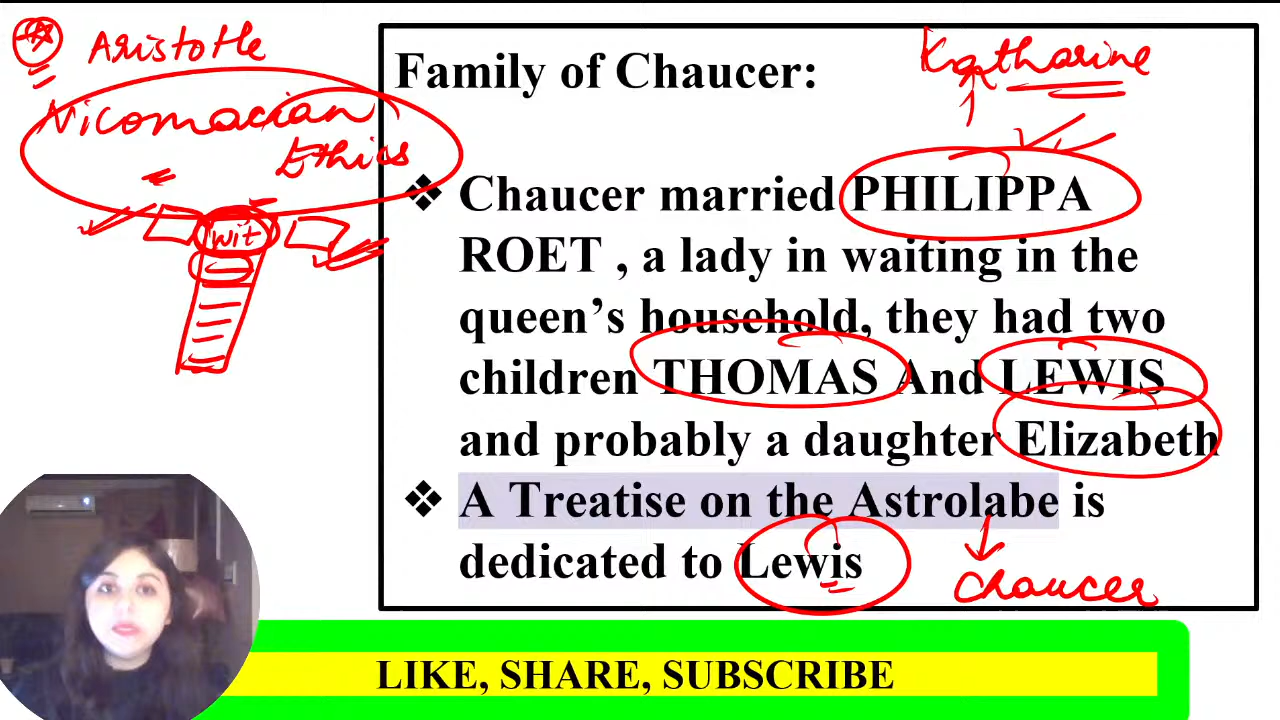 Aristotle
Nicomacian
Ethics
wit
Katharine
Family of Chaucer:
❖ Chaucer married PHILIPPA
ROET , a lady in waiting in the
queen’s household, they had two
children THOMAS And LEWIS
and probably a daughter Elizabeth
❖ A Treatise on the Astrolabe is
dedicated to Lewis
Chaucer
LIKE, SHARE, SUBSCRIBE